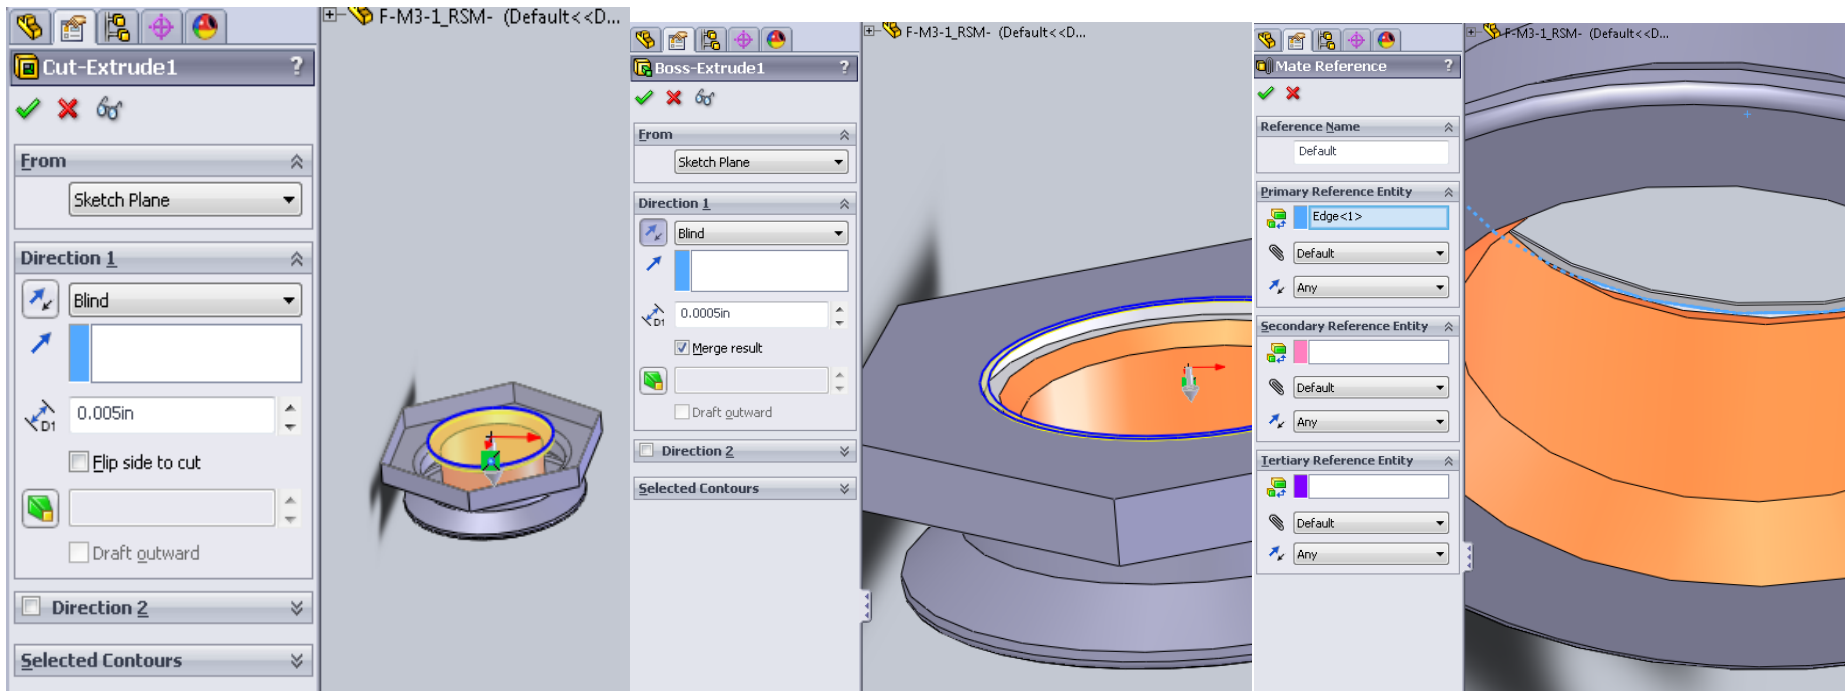 F-M3-1_RSM- (Default<<D...
Cut-Extrude1 ?
From
Sketch Plane
Direction 1
Blind
D1 0.005in
Flip side to cut
Draft outward
Direction 2
Selected Contours
F-M3-1_RSM- (Default<<D...
Boss-Extrude1 ?
From
Sketch Plane
Direction 1
Blind
D1 0.0005in
Merge result
Draft outward
Direction 2
Selected Contours
F-M3-1_RSM- (Default<<D...
Mate Reference ?
Reference Name
Default
Primary Reference Entity
Edge<1>
Default
Any
Secondary Reference Entity
Default
Any
Tertiary Reference Entity
Default
Any